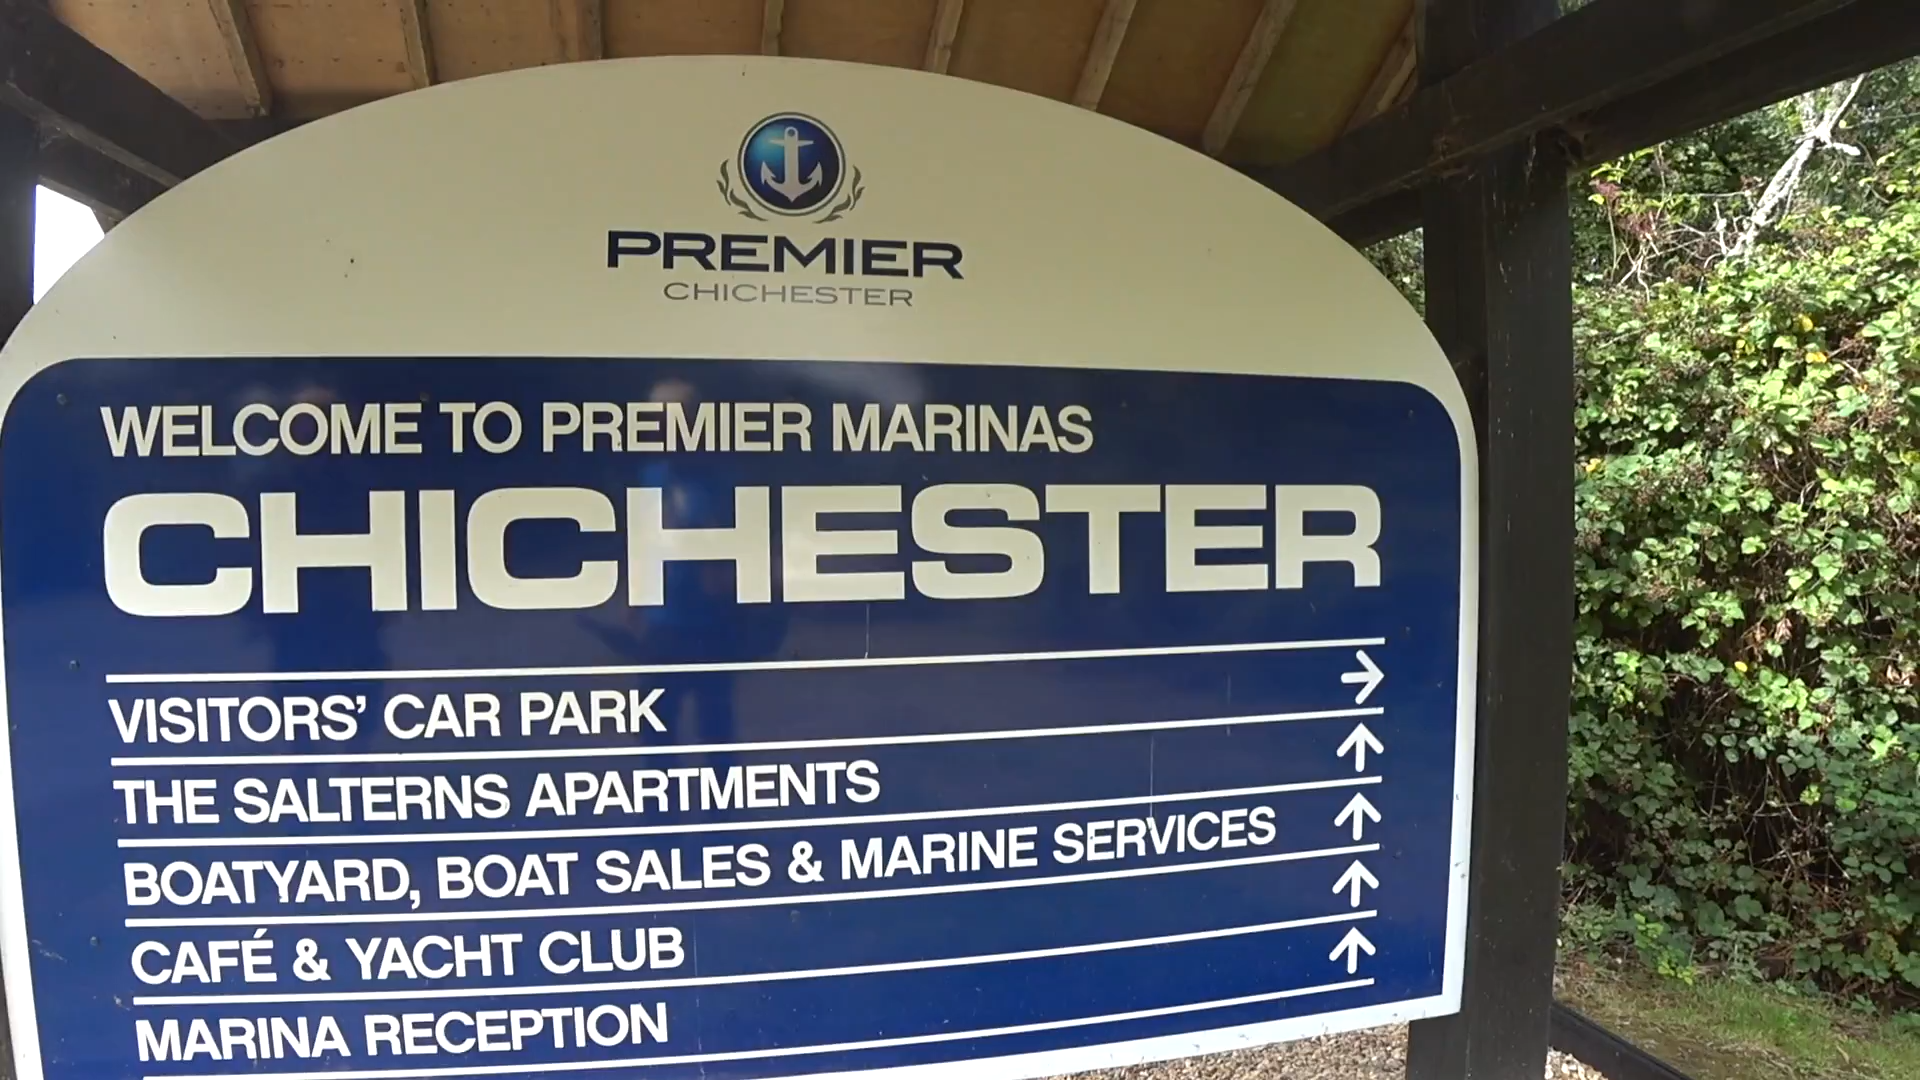 PREMIER
CHICHESTER
WELCOME TO PREMIER MARINAS
CHICHESTER
VISITORS' CAR PARK →
THE SALTERNS APARTMENTS ↑
BOATYARD, BOAT SALES & MARINE SERVICES ↑
CAFÉ & YACHT CLUB ↑
MARINA RECEPTION ↑